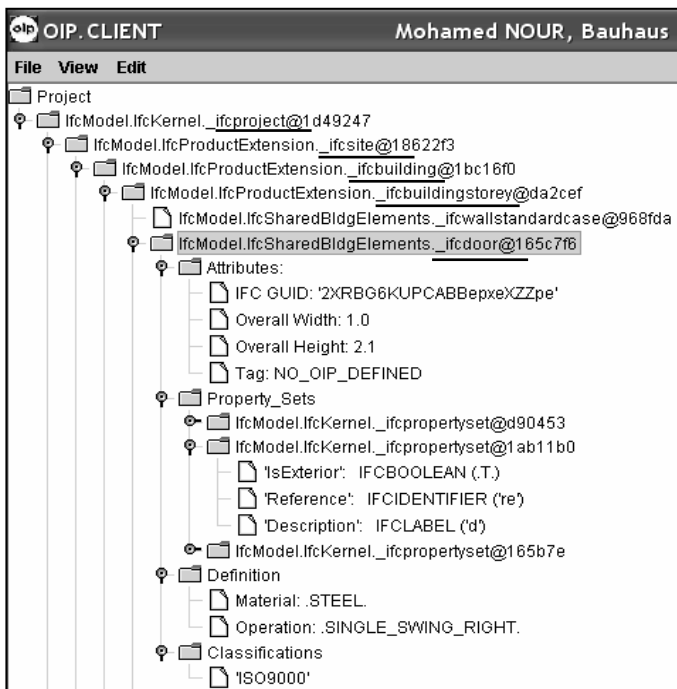 oip OIP.CLIENT Mohamed NOUR, Bauhaus
File View Edit
Project
IfcModel.IfcKernel._ifcproject@1d49247
IfcModel.IfcProductExtension._ifcsite@18622f3
IfcModel.IfcProductExtension._ifcbuilding@1bc16f0
IfcModel.IfcProductExtension._ifcbuildingstorey@da2cef
IfcModel.IfcSharedBldgElements._ifcwallstandardcase@968fda
IfcModel.IfcSharedBldgElements._ifcdoor@165c7f6
Attributes:
IFC GUID: '2XRBG6KUPCABBepxeXZZpe'
Overall Width: 1.0
Overall Height: 2.1
Tag: NO_OIP_DEFINED
Property_Sets
IfcModel.IfcKernel._ifcpropertyset@d90453
IfcModel.IfcKernel._ifcpropertyset@1ab11b0
'IsExterior': IFCBOOLEAN (.T.)
'Reference': IFCIDENTIFIER ('re')
'Description': IFCLABEL ('d')
IfcModel.IfcKernel._ifcpropertyset@165b7e
Definition
Material: .STEEL.
Operation: .SINGLE_SWING_RIGHT.
Classifications
'ISO9000'